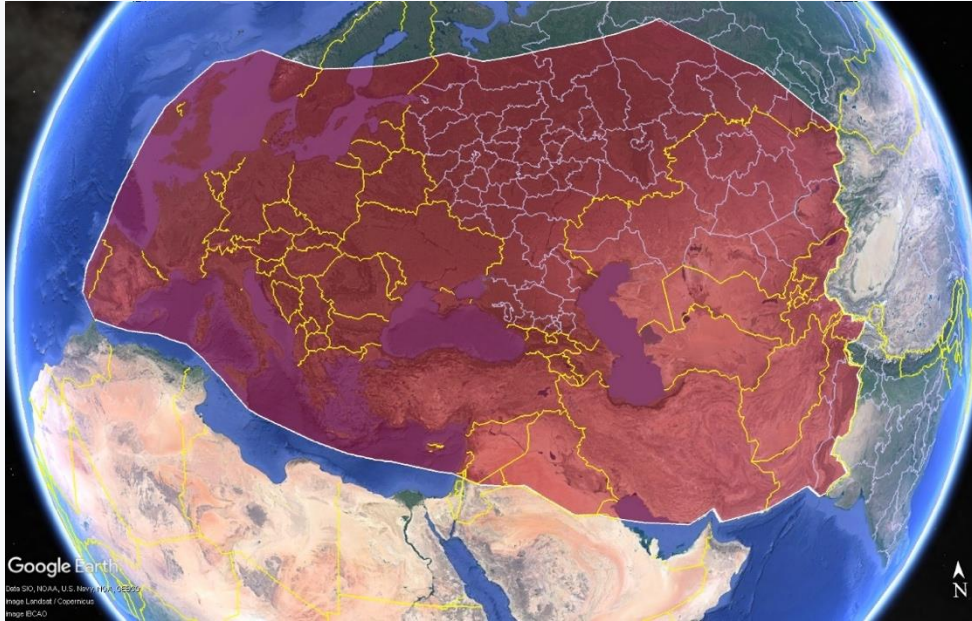 Google Earth
Data SIO, NOAA, U.S. Navy, NGA, GEBCO
Image Landsat / Copernicus
Image IBCAO
N